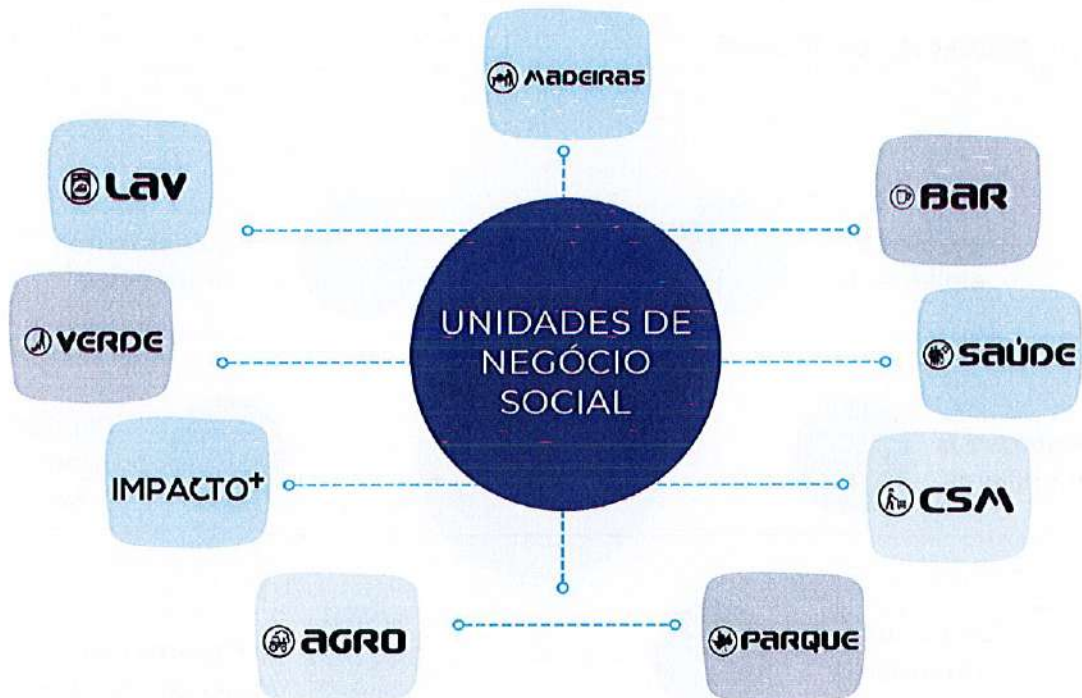 MADEIRAS
LAV
BAR
VERDE
UNIDADES DE
NEGÓCIO
SOCIAL
SAÚDE
IMPACTO+
CSM
AGRO
PARQUE